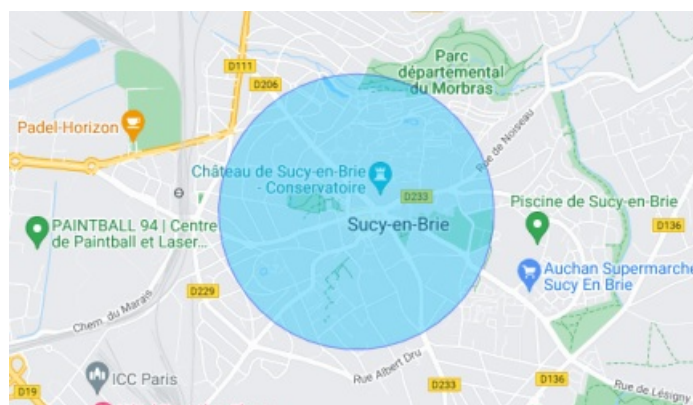 Parc
départemental
du Morbras
D111
D206
Padel-Horizon
Rue de Noiseau
Château de Sucy-en-Brie
- Conservatoire
D233
Piscine de Sucy-en-Brie
PAINTBALL 94 | Centre
de Paintball et Laser...
Sucy-en-Brie
D136
Auchan Supermarché
Sucy En Brie
D229
Chem. du Marais
Rue Albert Dru
ICC Paris
D19
D233
D136
Rue de Lésigny